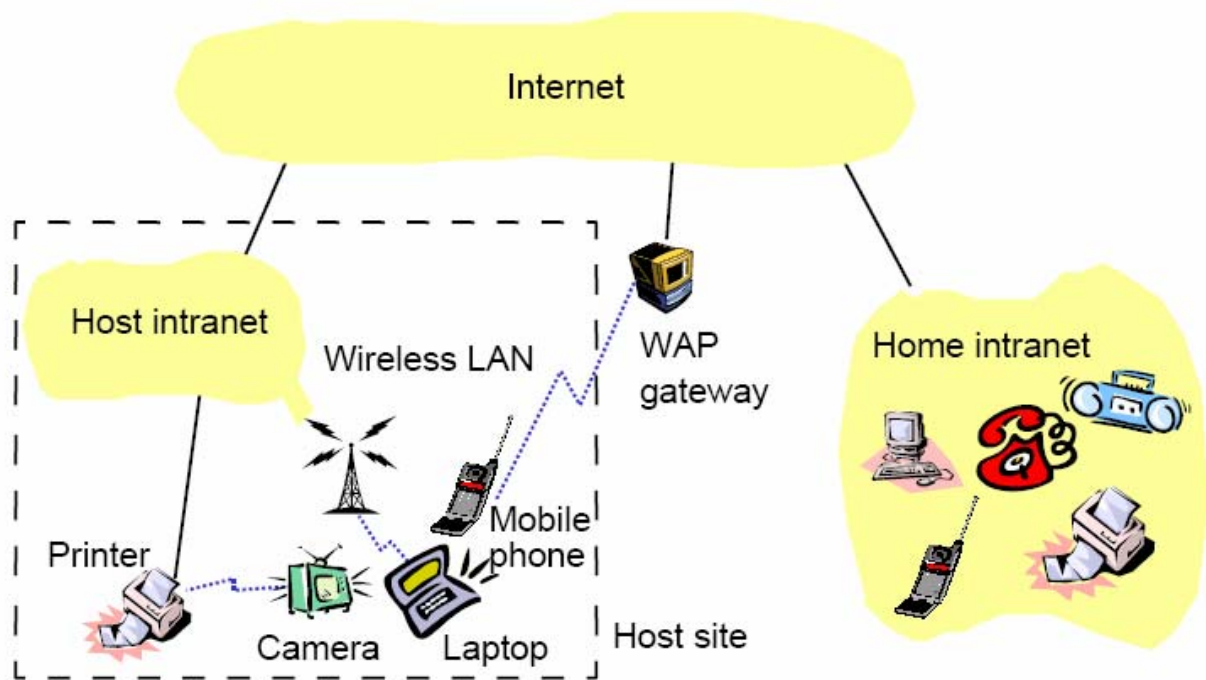 Internet
Host intranet
Wireless LAN
WAP
gateway
Home intranet
Mobile
phone
Printer
Camera
Laptop
Host site